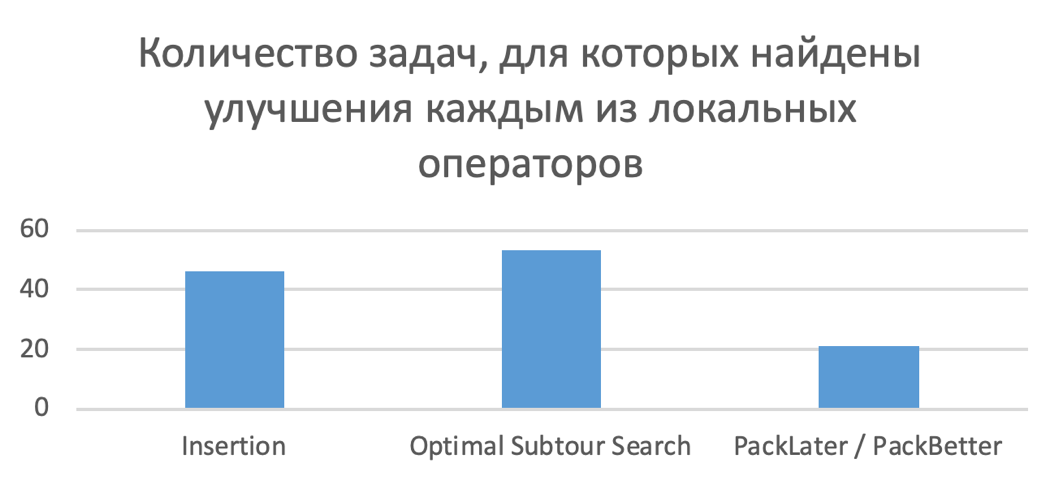 Количество задач, для которых найдены
улучшения каждым из локальных
операторов
60
40
20
0
Insertion
Optimal Subtour Search
PackLater / PackBetter